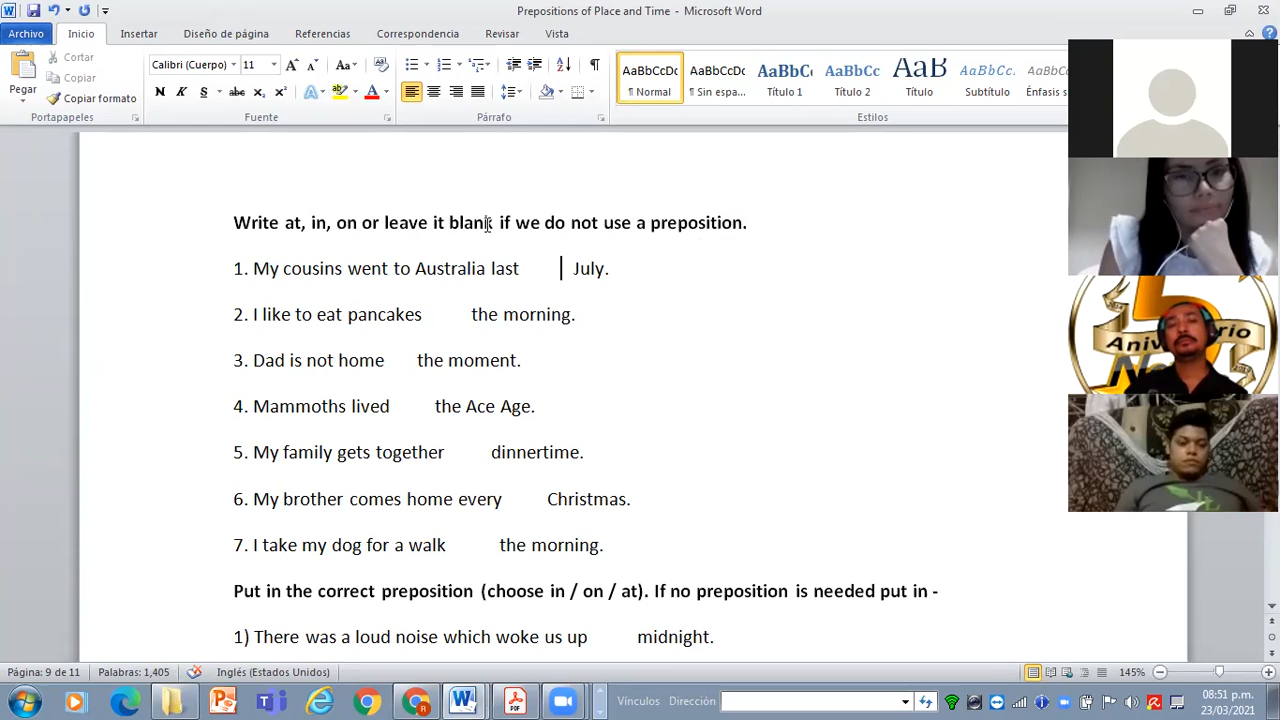 Prepositions of Place and Time - Microsoft Word
Archivo Inicio Insertar Diseño de página Referencias Correspondencia Revisar Vista
Pegar Cortar Copiar Copiar formato Portapapeles
Calibri (Cuerpo) 11 Aa N K S abc x₂ x² A A Fuente
Párrafo
AaBbCcDc AaBbCcDc AaBbC AaBbCc AaB AaBbCc. AaBbCc
¶ Normal ¶ Sin espa... Título 1 Título 2 Título Subtítulo Énfasis s
Estilos
Write at, in, on or leave it blank if we do not use a preposition.
1. My cousins went to Australia last July.
2. I like to eat pancakes the morning.
3. Dad is not home the moment.
4. Mammoths lived the Ace Age.
5. My family gets together dinnertime.
6. My brother comes home every Christmas.
7. I take my dog for a walk the morning.
Put in the correct preposition (choose in / on / at). If no preposition is needed put in -
1) There was a loud noise which woke us up midnight.
Página: 9 de 11 Palabras: 1,405 Inglés (Estados Unidos) 145%
Vínculos Dirección
08:51 p.m.
23/03/2021